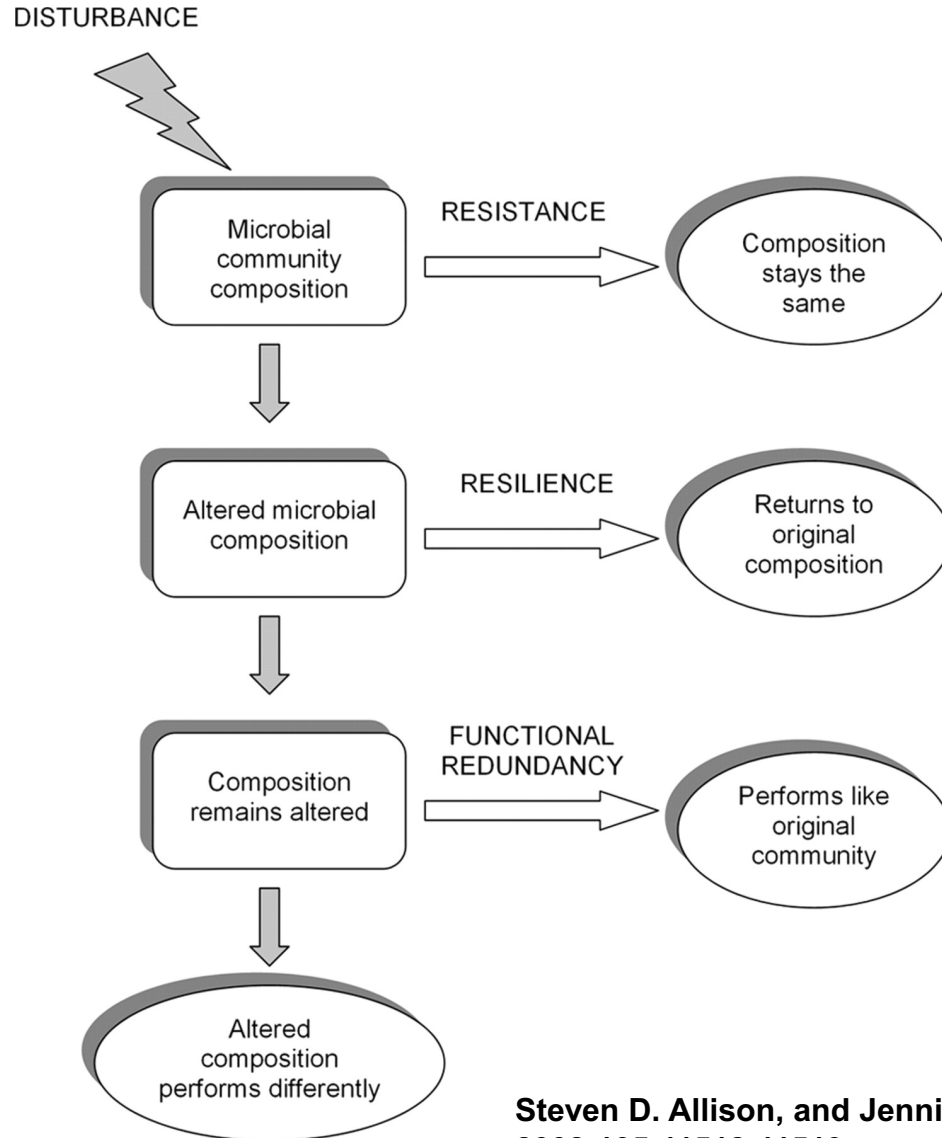 DISTURBANCE
Microbial
community
composition
RESISTANCE
Composition
stays the
same
Altered microbial
composition
RESILIENCE
Returns to
original
composition
Composition
remains altered
FUNCTIONAL
REDUNDANCY
Performs like
original
community
Altered
composition
performs differently
Steven D. Allison, and Jenni